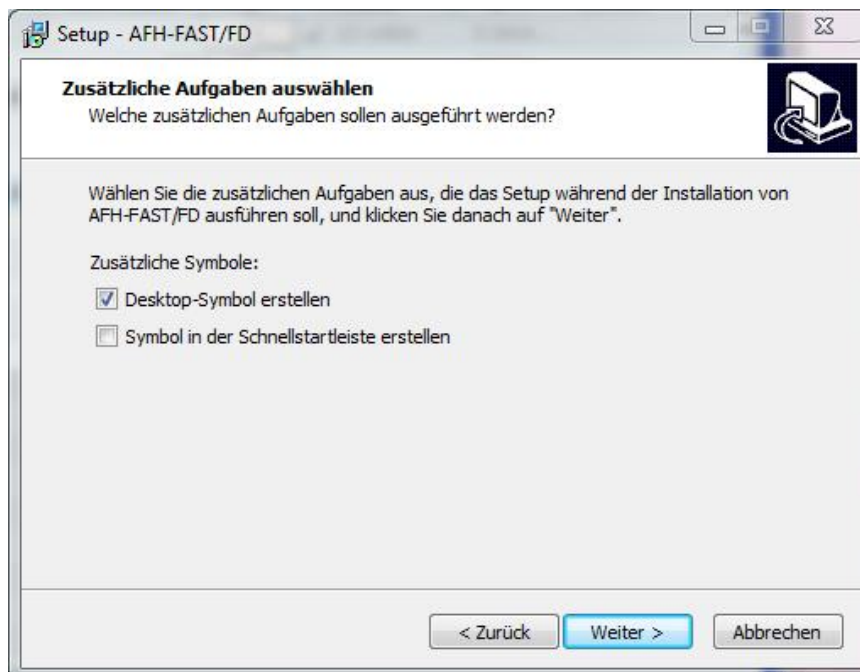 Setup - AFH-FAST/FD
Zusätzliche Aufgaben auswählen
Welche zusätzlichen Aufgaben sollen ausgeführt werden?
Wählen Sie die zusätzlichen Aufgaben aus, die das Setup während der Installation von
AFH-FAST/FD ausführen soll, und klicken Sie danach auf "Weiter".
Zusätzliche Symbole:
Desktop-Symbol erstellen
Symbol in der Schnellstartleiste erstellen
< Zurück Weiter > Abbrechen